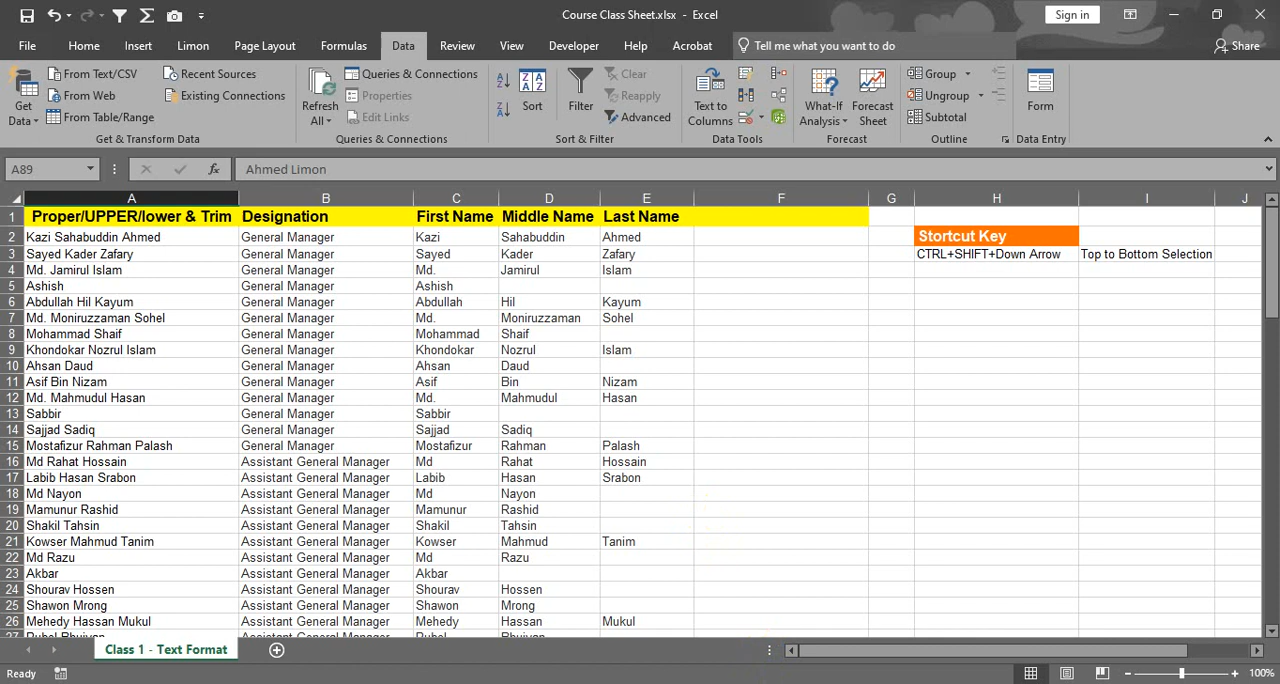 Course Class Sheet.xlsx - Excel
Sign in
File Home Insert Limon Page Layout Formulas Data Review View Developer Help Acrobat Tell me what you want to do Share
Get Data
From Text/CSV
From Web
From Table/Range
Recent Sources
Existing Connections
Get & Transform Data
Refresh All
Queries & Connections
Properties
Edit Links
Queries & Connections
Sort
Filter
Clear
Reapply
Advanced
Sort & Filter
Text to Columns
Data Tools
What-If Analysis
Forecast Sheet
Forecast
Group
Ungroup
Subtotal
Outline
Form
Data Entry
A89 fx Ahmed Limon
A B C D E F G H I J
1 Proper/UPPER/lower & Trim Designation First Name Middle Name Last Name
2 Kazi Sahabuddin Ahmed General Manager Kazi Sahabuddin Ahmed Stortcut Key
3 Sayed Kader Zafary General Manager Sayed Kader Zafary CTRL+SHIFT+Down Arrow Top to Bottom Selection
4 Md. Jamirul Islam General Manager Md. Jamirul Islam
5 Ashish General Manager Ashish
6 Abdullah Hil Kayum General Manager Abdullah Hil Kayum
7 Md. Moniruzzaman Sohel General Manager Md. Moniruzzaman Sohel
8 Mohammad Shaif General Manager Mohammad Shaif
9 Khondokar Nozrul Islam General Manager Khondokar Nozrul Islam
10 Ahsan Daud General Manager Ahsan Daud
11 Asif Bin Nizam General Manager Asif Bin Nizam
12 Md. Mahmudul Hasan General Manager Md. Mahmudul Hasan
13 Sabbir General Manager Sabbir
14 Sajjad Sadiq General Manager Sajjad Sadiq
15 Mostafizur Rahman Palash General Manager Mostafizur Rahman Palash
16 Md Rahat Hossain Assistant General Manager Md Rahat Hossain
17 Labib Hasan Srabon Assistant General Manager Labib Hasan Srabon
18 Md Nayon Assistant General Manager Md Nayon
19 Mamunur Rashid Assistant General Manager Mamunur Rashid
20 Shakil Tahsin Assistant General Manager Shakil Tahsin
21 Kowser Mahmud Tanim Assistant General Manager Kowser Mahmud Tanim
22 Md Razu Assistant General Manager Md Razu
23 Akbar Assistant General Manager Akbar
24 Shourav Hossen Assistant General Manager Shourav Hossen
25 Shawon Mrong Assistant General Manager Shawon Mrong
26 Mehedy Hassan Mukul Assistant General Manager Mehedy Hassan Mukul
Class 1 - Text Format
Ready 100%